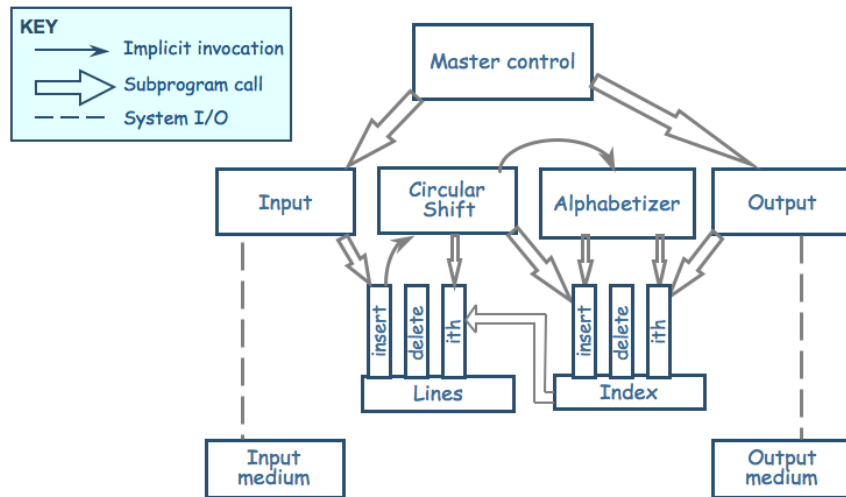 KEY
Implicit invocation
Subprogram call
System I/O
Master control
Input
Circular
Shift
Alphabetizer
Output
insert
delete
ith
insert
delete
ith
Lines
Index
Input
medium
Output
medium